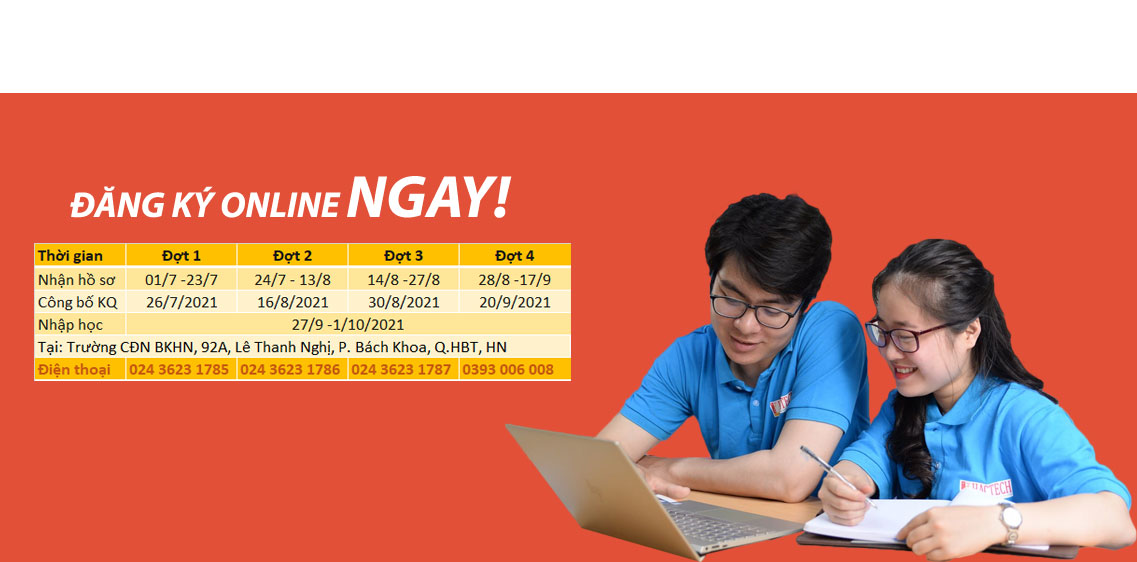 ĐĂNG KÝ ONLINE NGAY!
Thời gian Đợt 1 Đợt 2 Đợt 3 Đợt 4
Nhận hồ sơ 01/7 -23/7 24/7 - 13/8 14/8 -27/8 28/8 -17/9
Công bố KQ 26/7/2021 16/8/2021 30/8/2021 20/9/2021
Nhập học 27/9 -1/10/2021
Tại: Trường CĐN BKHN, 92A, Lê Thanh Nghị, P. Bách Khoa, Q.HBT, HN
Điện thoại 024 3623 1785 024 3623 1786 024 3623 1787 0393 006 008